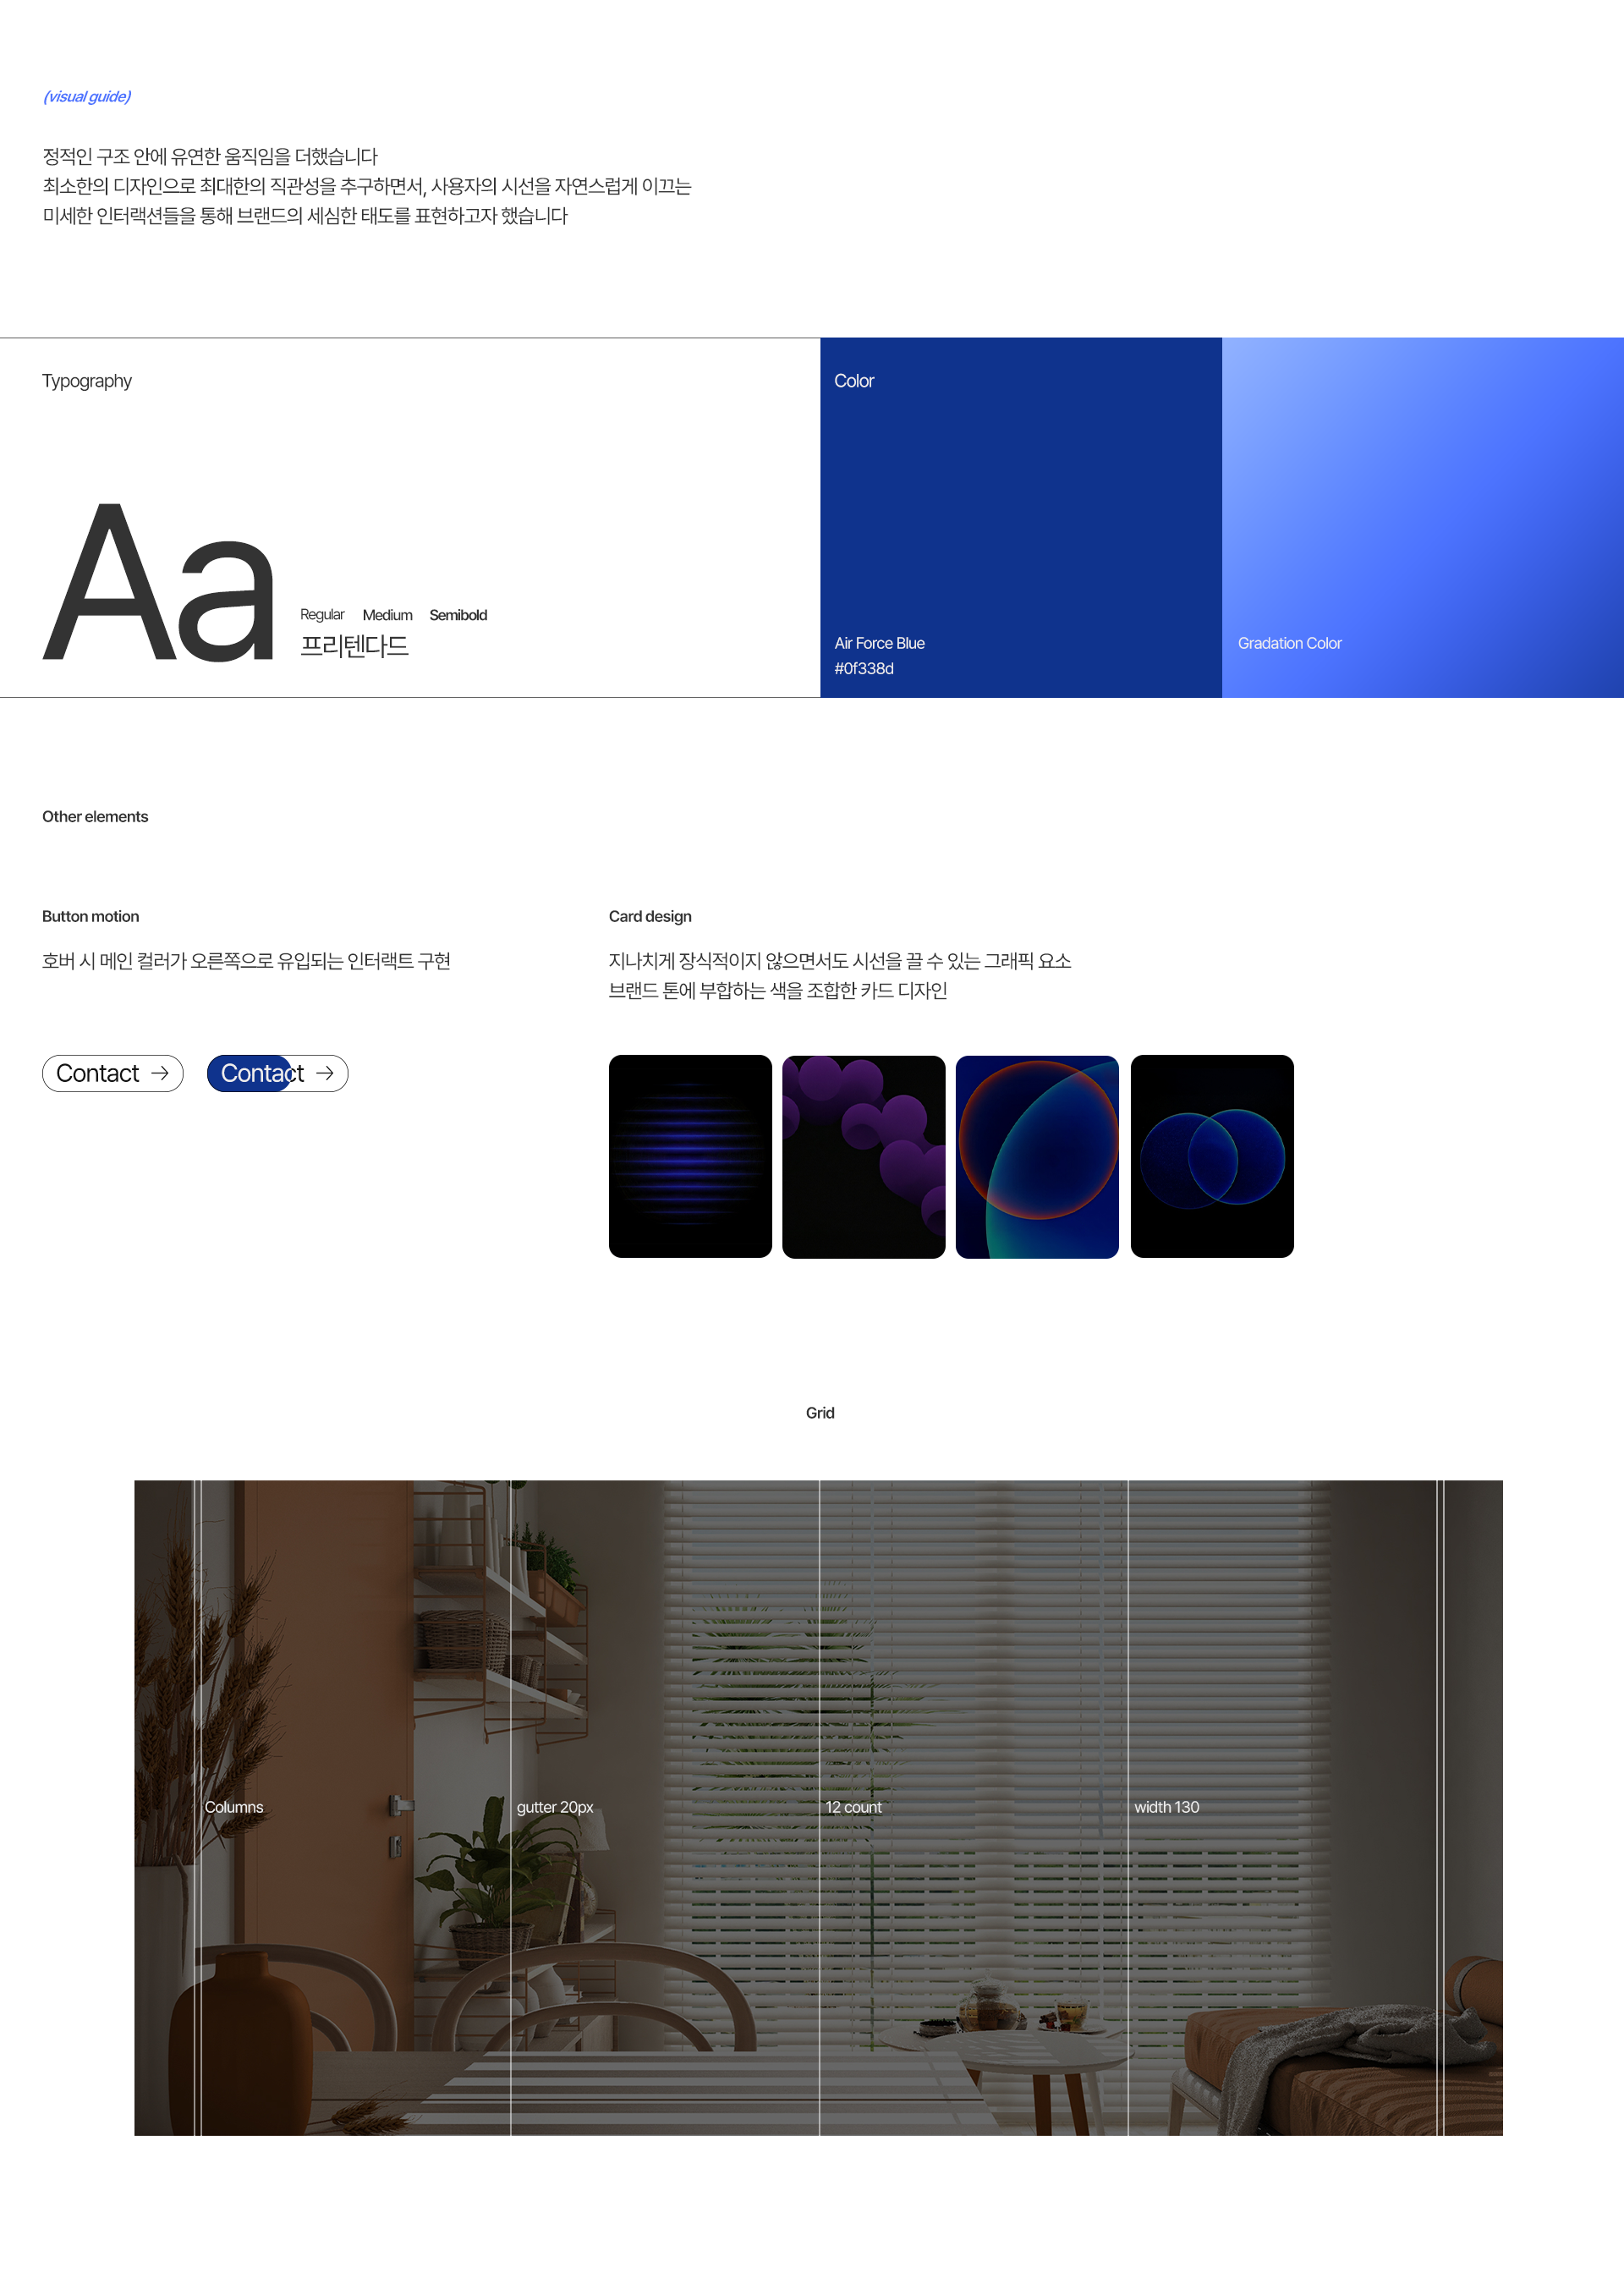 (visual guide)
정적인 구조 안에 유연한 움직임을 더했습니다
최소한의 디자인으로 최대한의 직관성을 추구하면서, 사용자의 시선을 자연스럽게 이끄는
미세한 인터랙션들을 통해 브랜드의 세심한 태도를 표현하고자 했습니다
Typography
Aa
Regular Medium Semibold
프리텐다드
Color
Air Force Blue
#0f338d
Gradation Color
Other elements
Button motion
호버 시 메인 컬러가 오른쪽으로 유입되는 인터랙트 구현
Contact →
Contact →
Card design
지나치게 장식적이지 않으면서도 시선을 끌 수 있는 그래픽 요소
브랜드 톤에 부합하는 색을 조합한 카드 디자인
Grid
Columns
gutter 20px
12 count
width 130